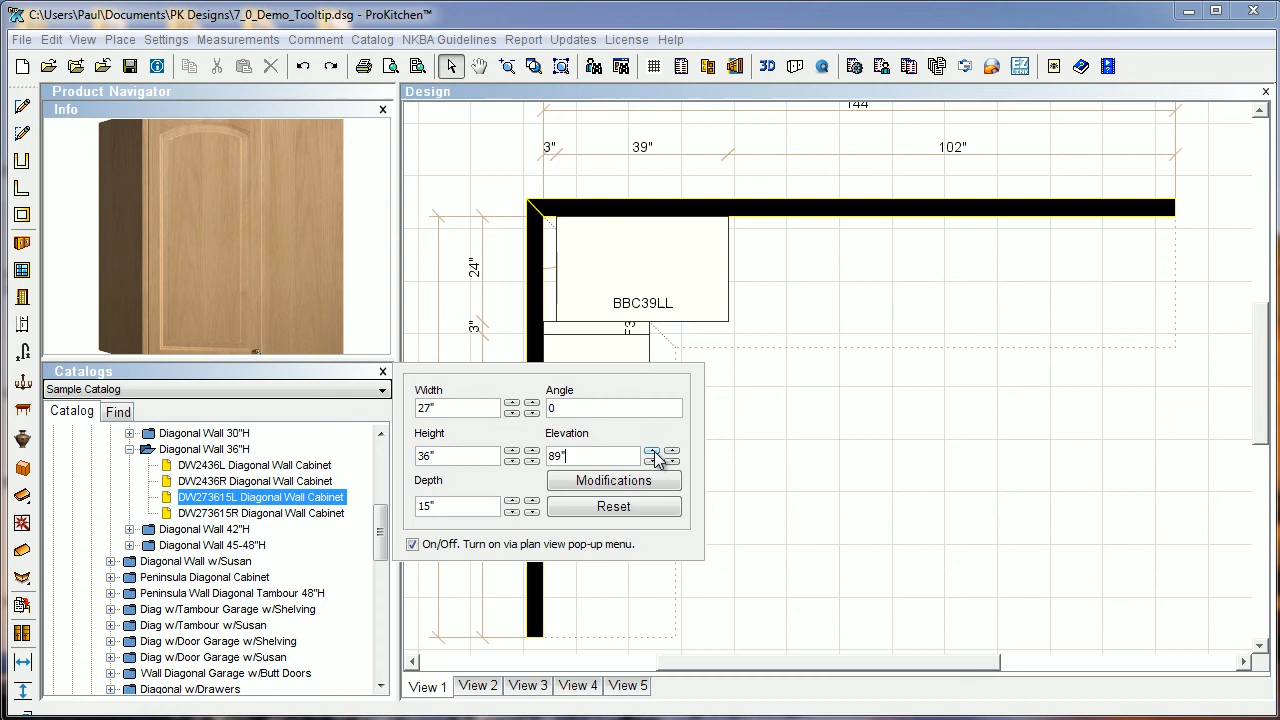 C:\Users\Paul\Documents\PK Designs\7_0_Demo_Tooltip.dsg - ProKitchen™
File Edit View Place Settings Measurements Comment Catalog NKBA Guidelines Report Updates License Help
3D
EZ
Product Navigator
Info
Design
144
3" 39" 102"
24"
3"
BBC39LL
Catalogs
Sample Catalog
Catalog Find
Diagonal Wall 30"H
Diagonal Wall 36"H
DW2436L Diagonal Wall Cabinet
DW2436R Diagonal Wall Cabinet
DW273615L Diagonal Wall Cabinet
DW273615R Diagonal Wall Cabinet
Diagonal Wall 42"H
Diagonal Wall 45-48"H
Diagonal Wall w/Susan
Peninsula Diagonal Cabinet
Peninsula Wall Diagonal Tambour 48"H
Diag w/Tambour Garage w/Shelving
Diag w/Tambour w/Susan
Diag w/Door Garage w/Shelving
Diag w/Door Garage w/Susan
Wall Diagonal Garage w/Butt Doors
Diagonal w/Drawers
Width Angle
27" 0
Height Elevation
36" 89"
Depth Modifications
15" Reset
On/Off. Turn on via plan view pop-up menu.
View 1 View 2 View 3 View 4 View 5